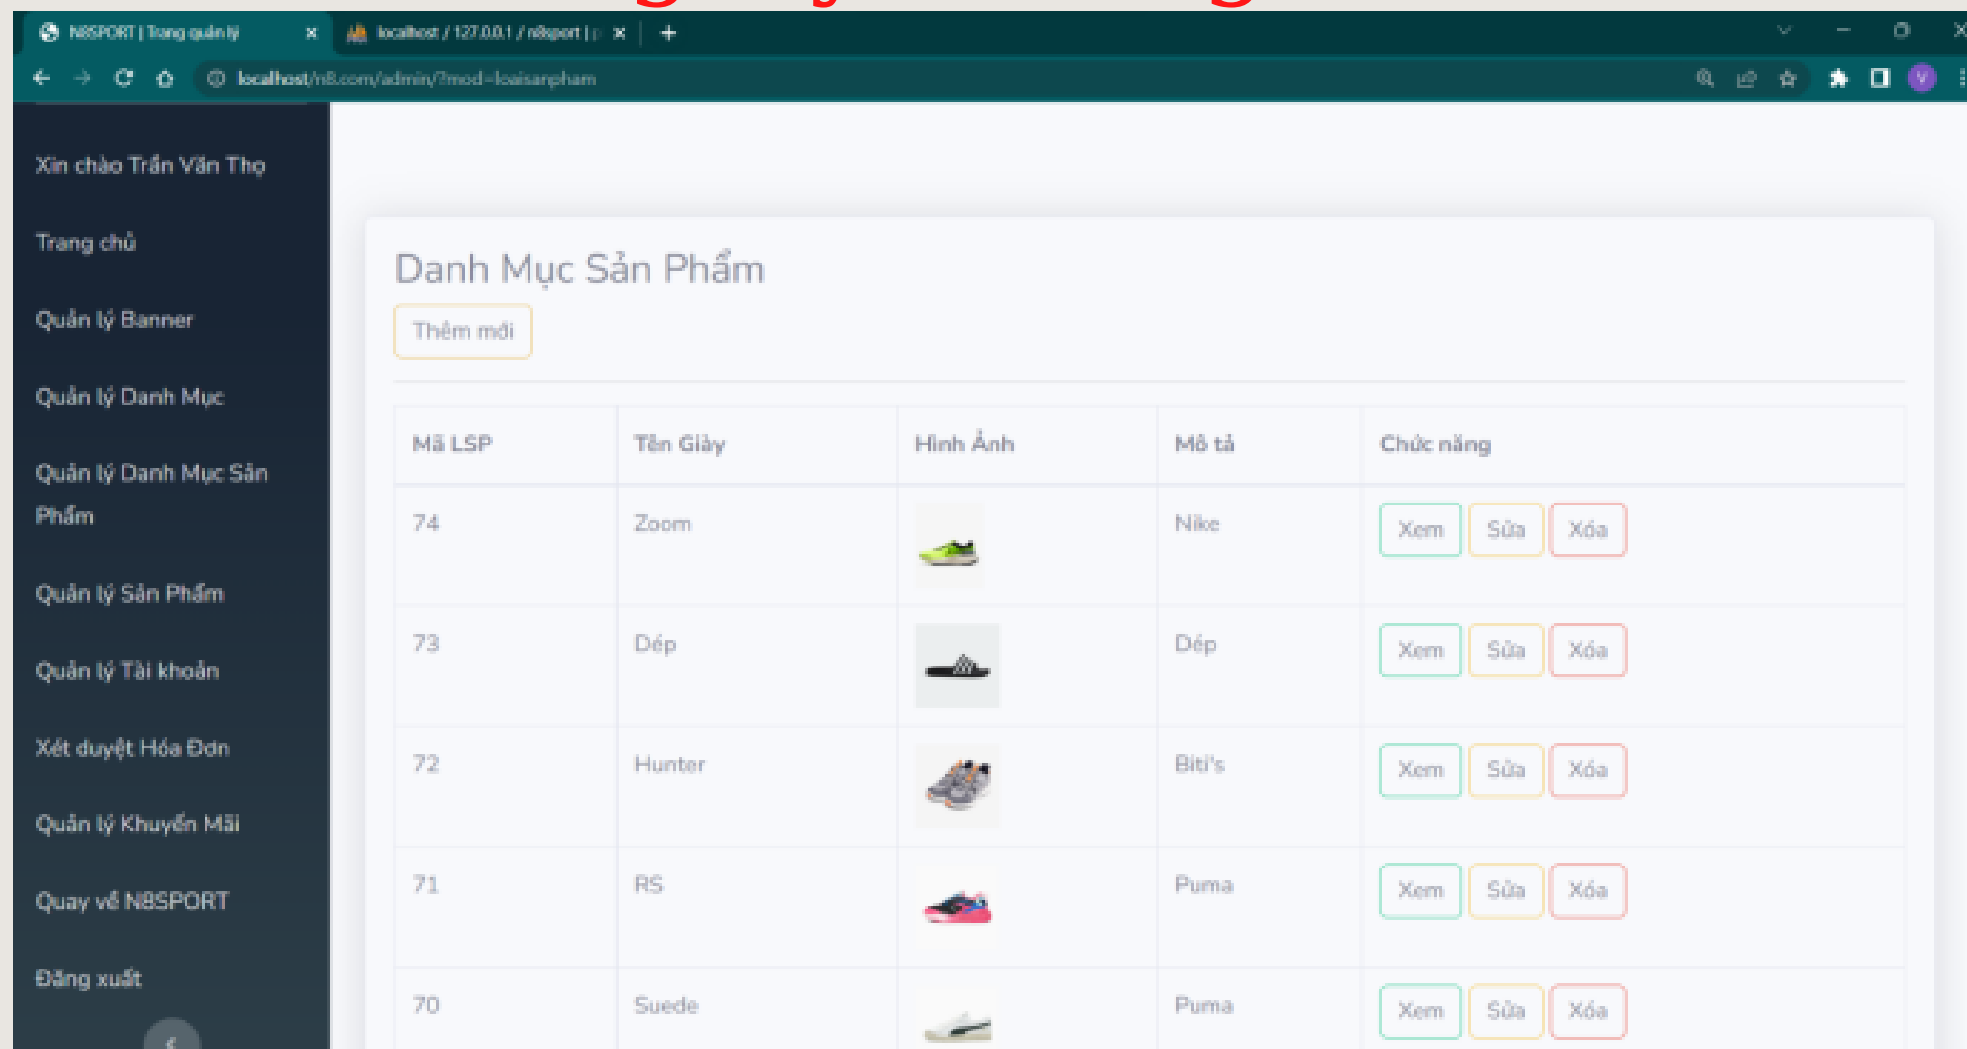 N8SPORT | Trang quản lý
localhost / 127.0.0.1 / n8sport | p
localhost/n8.com/admin/?mod=loaisanpham
V
Xin chào Trần Văn Thọ
Trang chủ
Quản lý Banner
Quản lý Danh Mục
Quản lý Danh Mục Sản
Phẩm
Quản lý Sản Phẩm
Quản lý Tài khoản
Xét duyệt Hóa Đơn
Quản lý Khuyến Mãi
Quay về N8SPORT
Đăng xuất
Danh Mục Sản Phẩm
Thêm mới
Mã LSP Tên Giày Hình Ảnh Mô tả Chức năng
74 Zoom Nike Xem Sửa Xóa
73 Dép Dép Xem Sửa Xóa
72 Hunter Biti's Xem Sửa Xóa
71 RS Puma Xem Sửa Xóa
70 Suede Puma Xem Sửa Xóa